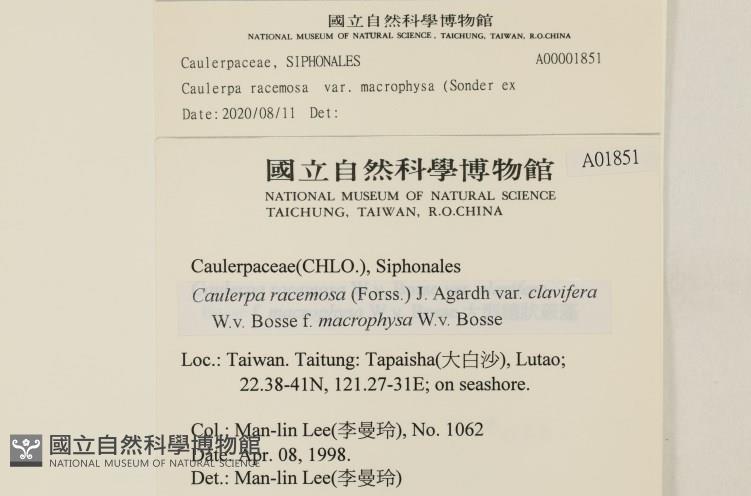 國立自然科學博物館
NATIONAL MUSEUM OF NATURAL SCIENCE, TAICHUNG, TAIWAN, R.O.CHINA
Caulerpaceae, SIPHONALES A00001851
Caulerpa racemosa var. macrophysa (Sonder ex
Date:2020/08/11 Det:
國立自然科學博物館 A01851
NATIONAL MUSEUM OF NATURAL SCIENCE
TAICHUNG, TAIWAN, R.O.CHINA
Caulerpaceae(CHLO.), Siphonales
Caulerpa racemosa (Forss.) J. Agardh var. clavifera
W.v. Bosse f. macrophysa W.v. Bosse
Loc.: Taiwan. Taitung: Tapaisha(大白沙), Lutao;
22.38-41N, 121.27-31E; on seashore.
Col.: Man-lin Lee(李曼玲), No. 1062
Date: Apr. 08, 1998.
Det.: Man-lin Lee(李曼玲)
國立自然科學博物館
NATIONAL MUSEUM OF NATURAL SCIENCE